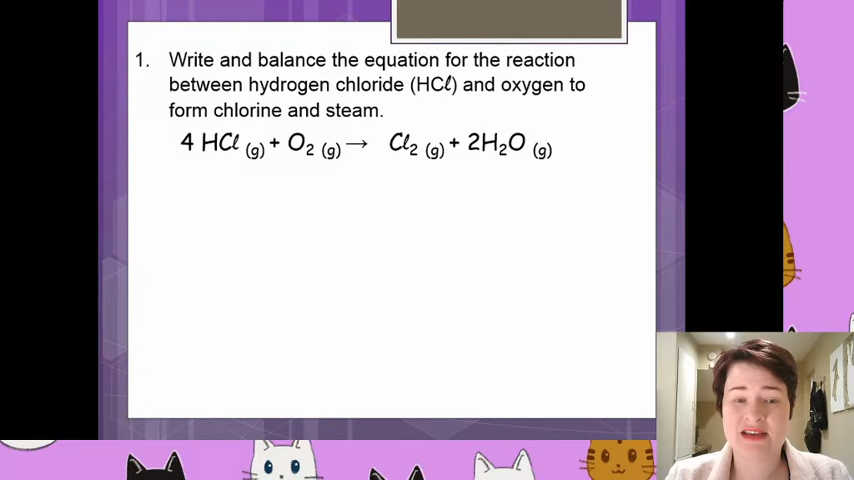 1. Write and balance the equation for the reaction
between hydrogen chloride (HCℓ) and oxygen to
form chlorine and steam.
4 HCℓ (g) + O₂ (g) → Cℓ₂ (g) + 2H₂O (g)